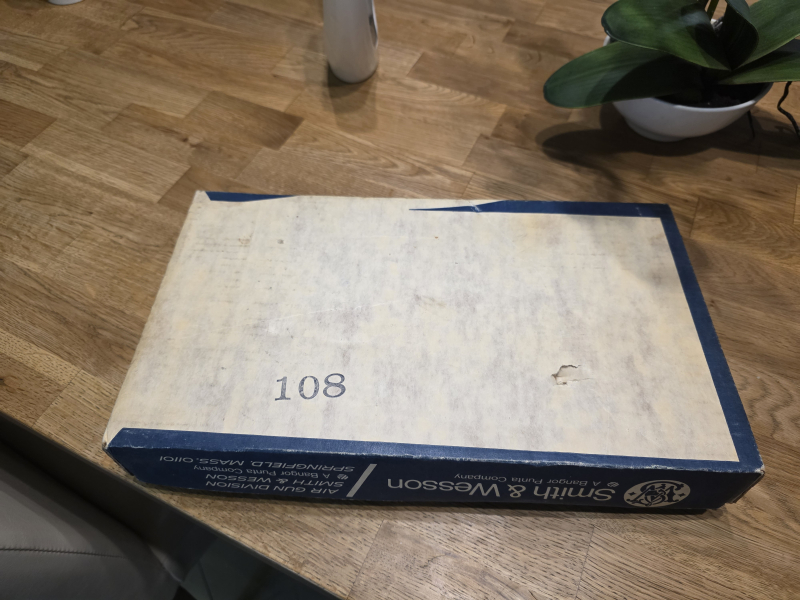 108
Smith & Wesson
A Bangor Punta Company
AIR GUN DIVISION
SMITH & WESSON
A Bangor Punta Company
SPRINGFIELD, MASS. 01101